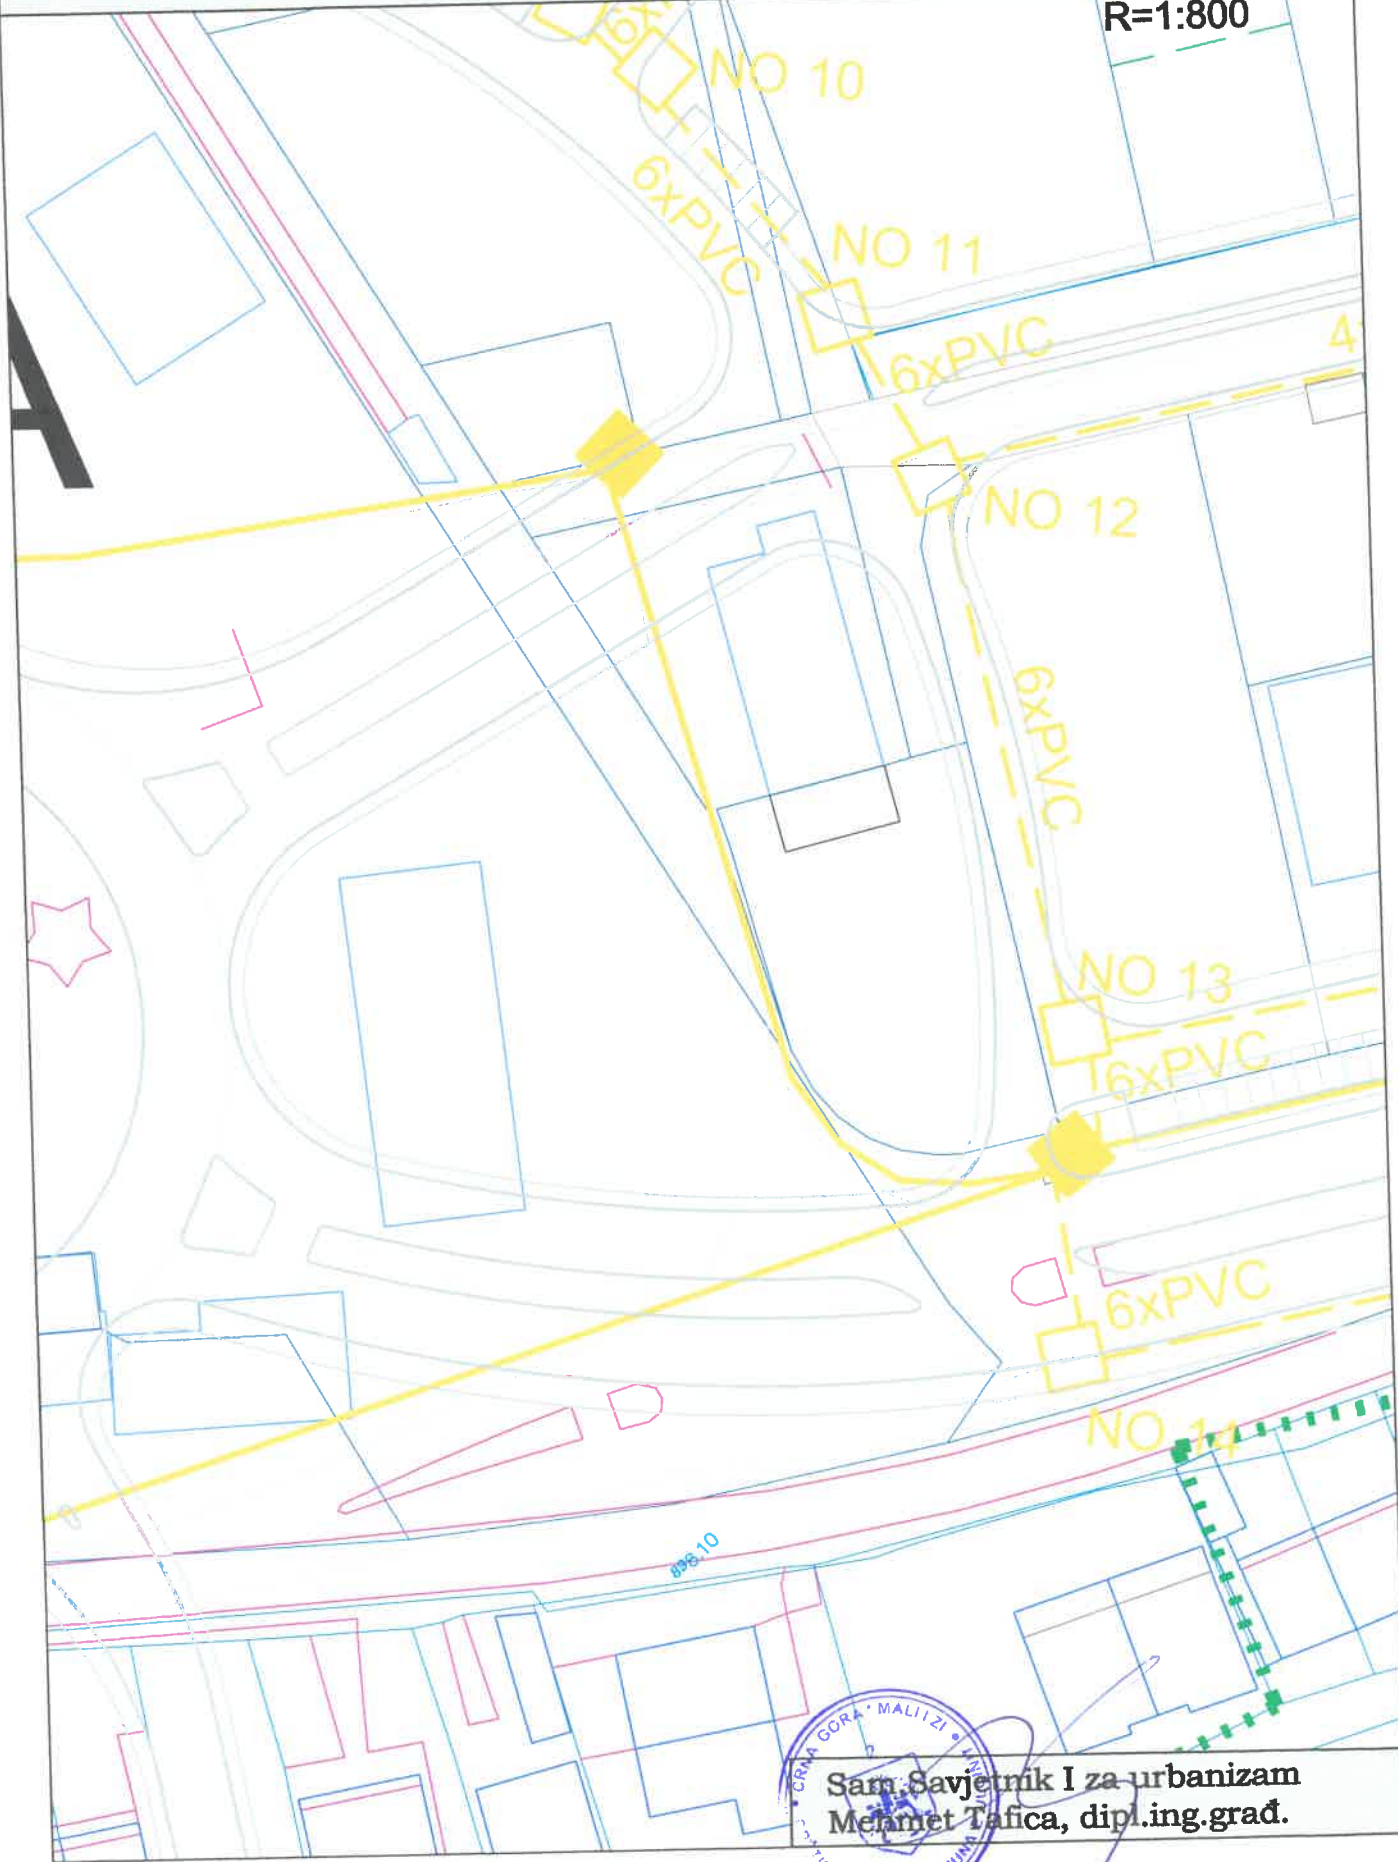 R=1:800
6x
NO 10
6xPVC
NO 11
6xPVC
4
A
NO 12
6xPVC
NO 13
6xPVC
6xPVC
NO 14
838.10
CRNA GORA • MALI I ZI •
Sam.Savjetnik I za urbanizam
Mehmet Tafica, dipl.ing.građ.